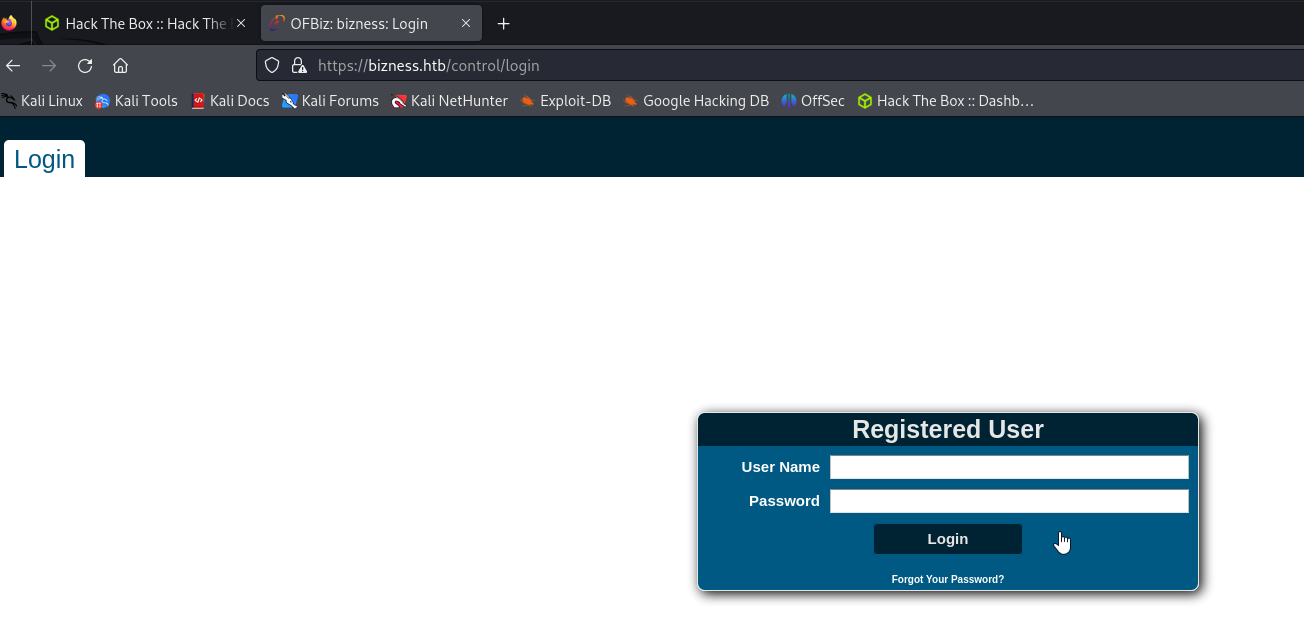 Hack The Box :: Hack The
OFBiz: bizness: Login
https://bizness.htb/control/login
Kali Linux Kali Tools Kali Docs Kali Forums Kali NetHunter Exploit-DB Google Hacking DB OffSec Hack The Box :: Dashb…
Login
Registered User
User Name
Password
Login
Forgot Your Password?